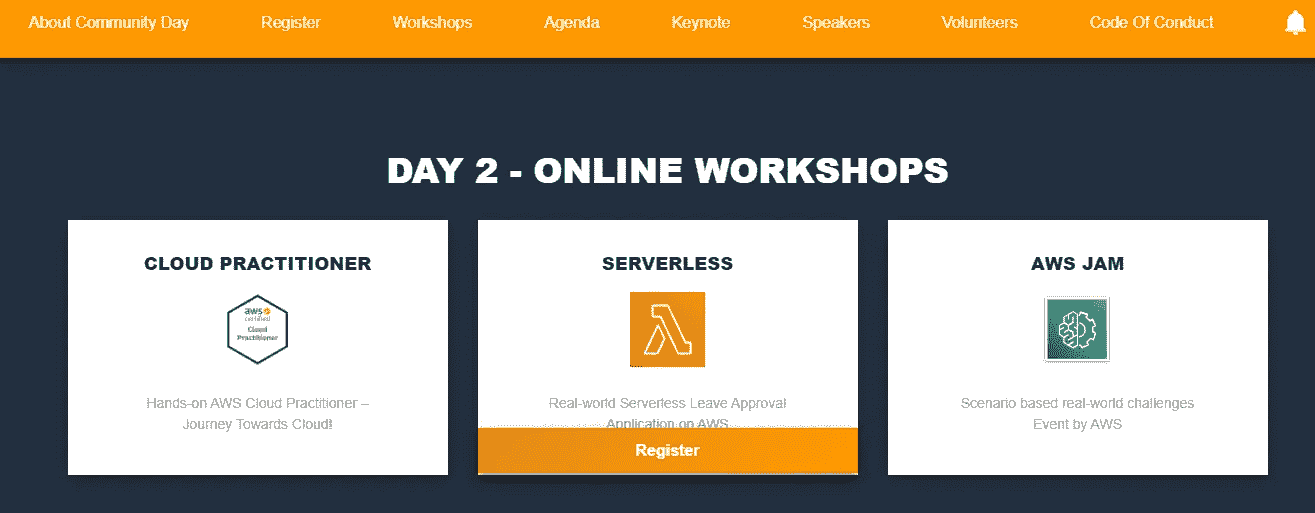 About Community Day Register Workshops Agenda Keynote Speakers Volunteers Code Of Conduct
DAY 2 - ONLINE WORKSHOPS
CLOUD PRACTITIONER
aws
certified
Cloud
Practitioner
Hands-on AWS Cloud Practitioner –
Journey Towards Cloud!
SERVERLESS
Real-world Serverless Leave Approval
Application on AWS
Register
AWS JAM
Scenario based real-world challenges
Event by AWS